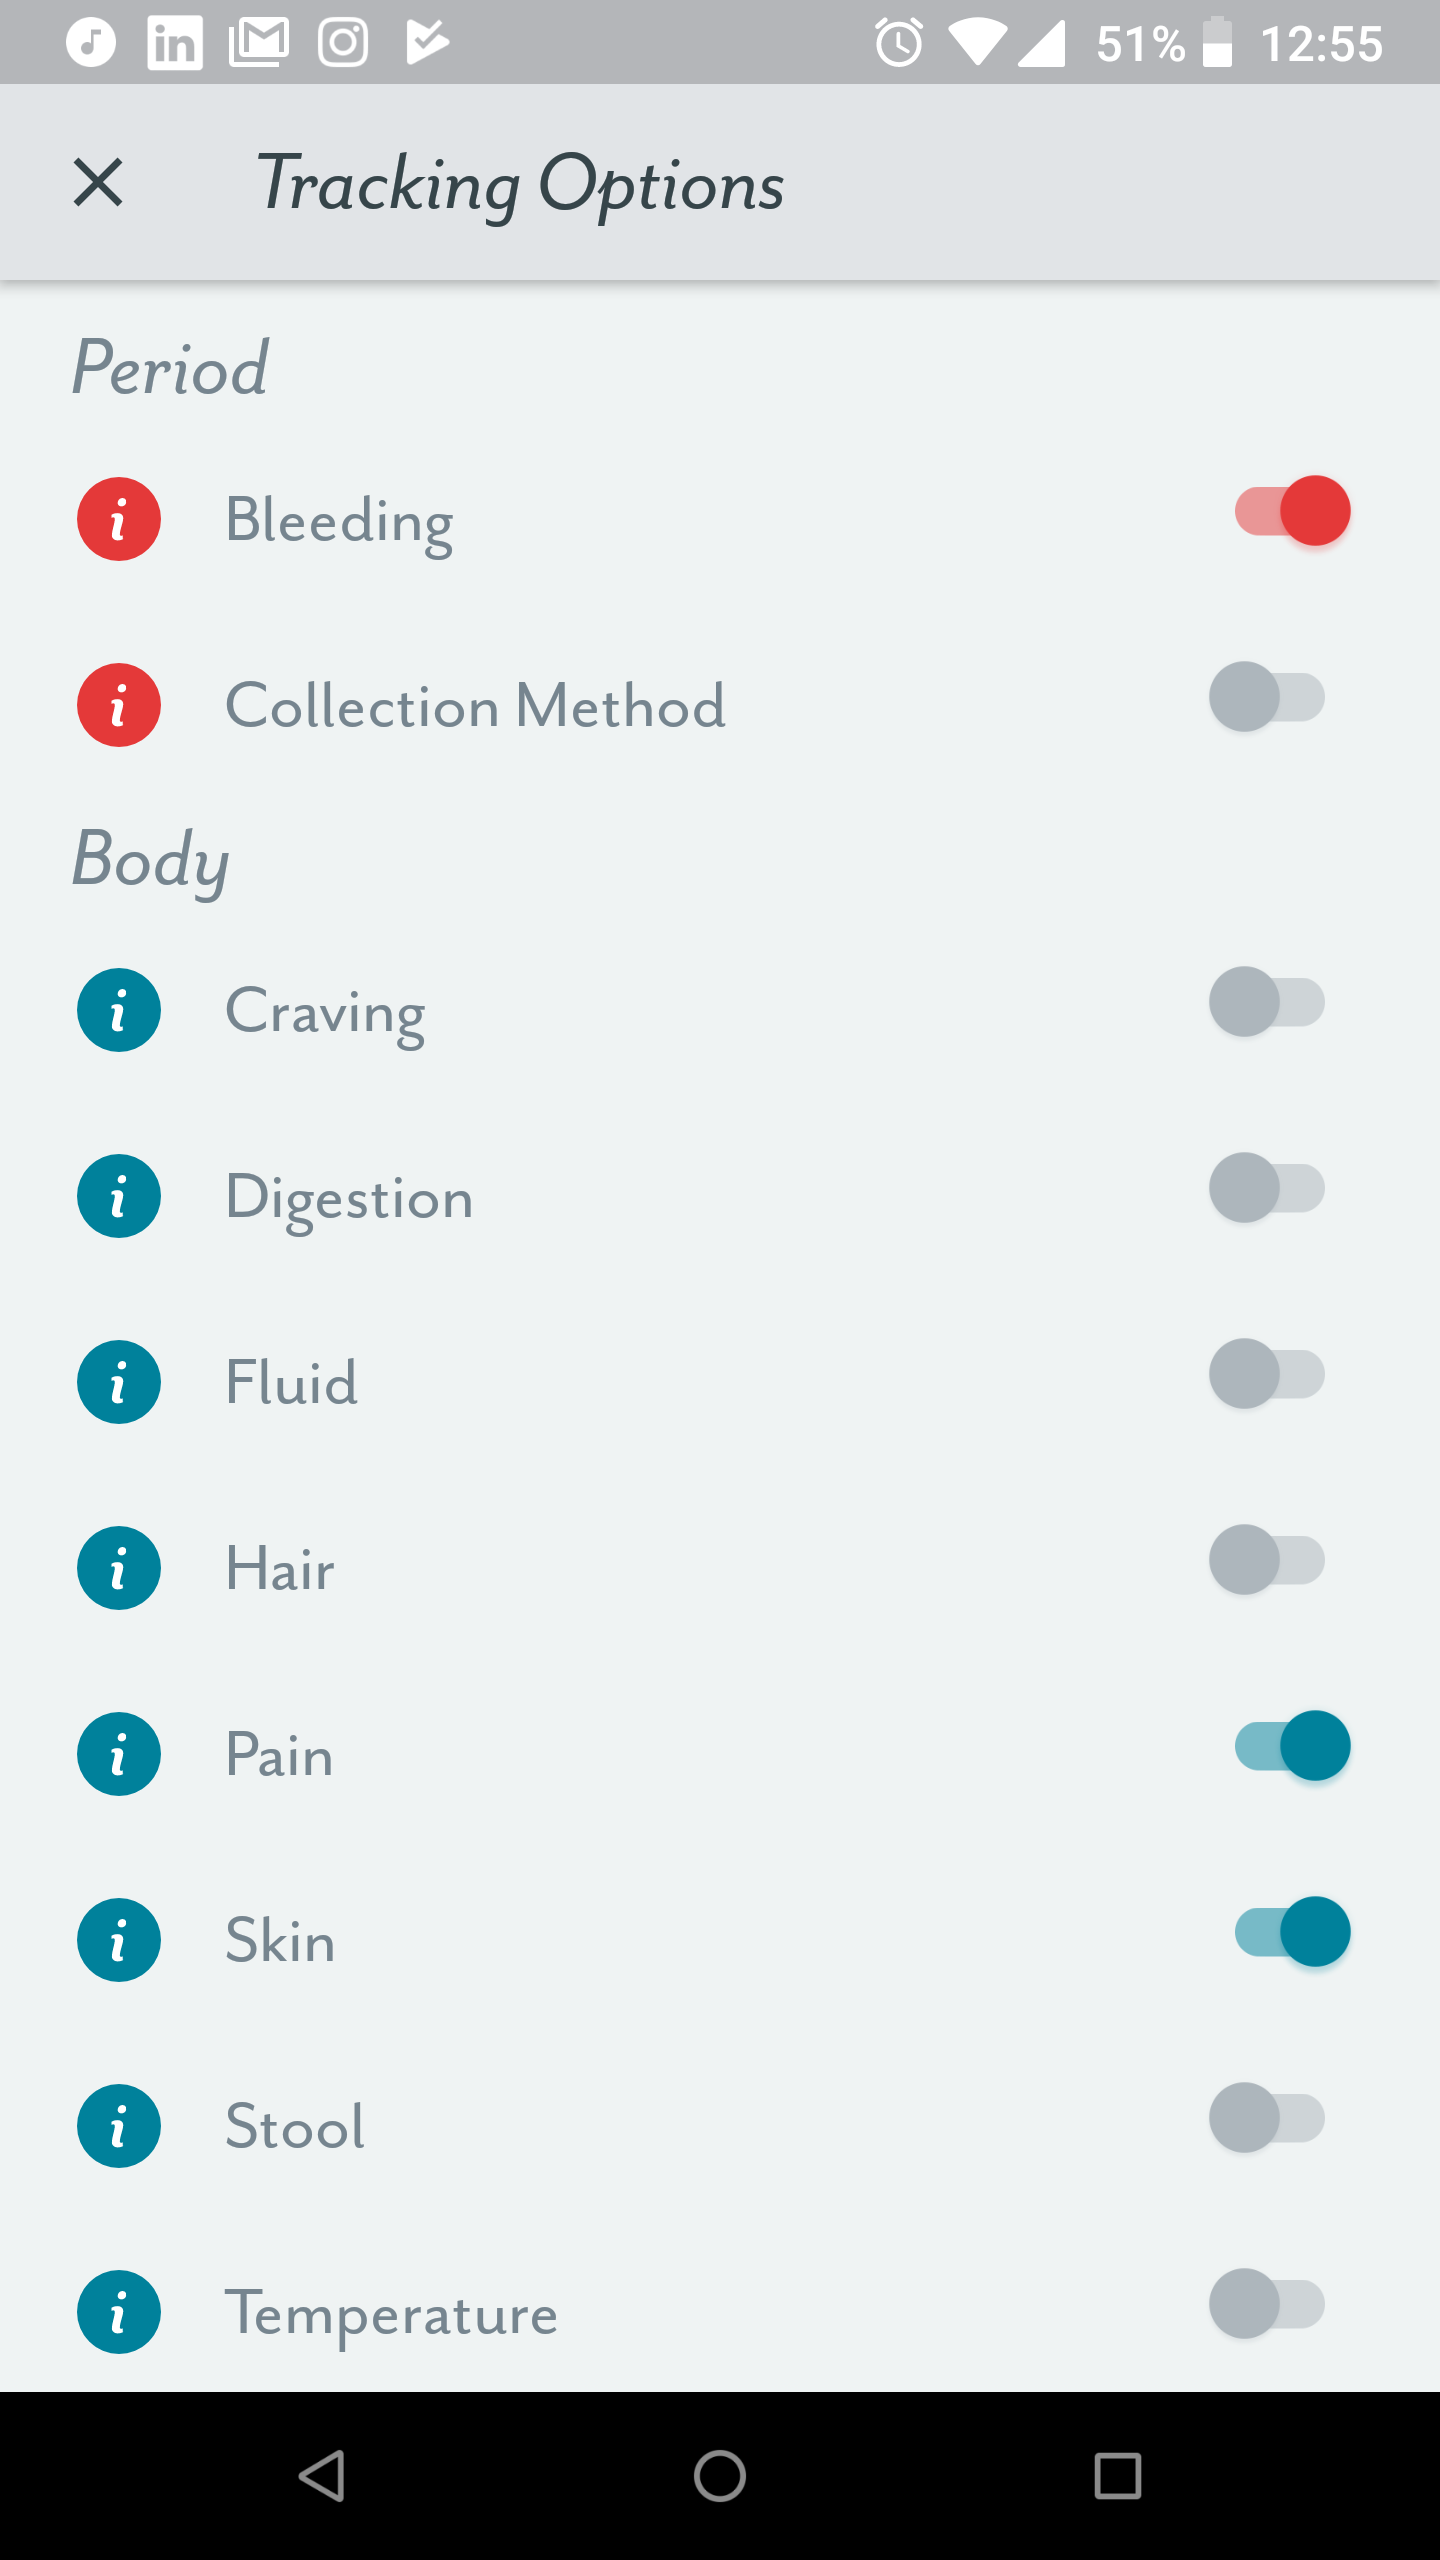 51% 12:55
Tracking Options
Period
Bleeding
Collection Method
Body
Craving
Digestion
Fluid
Hair
Pain
Skin
Stool
Temperature